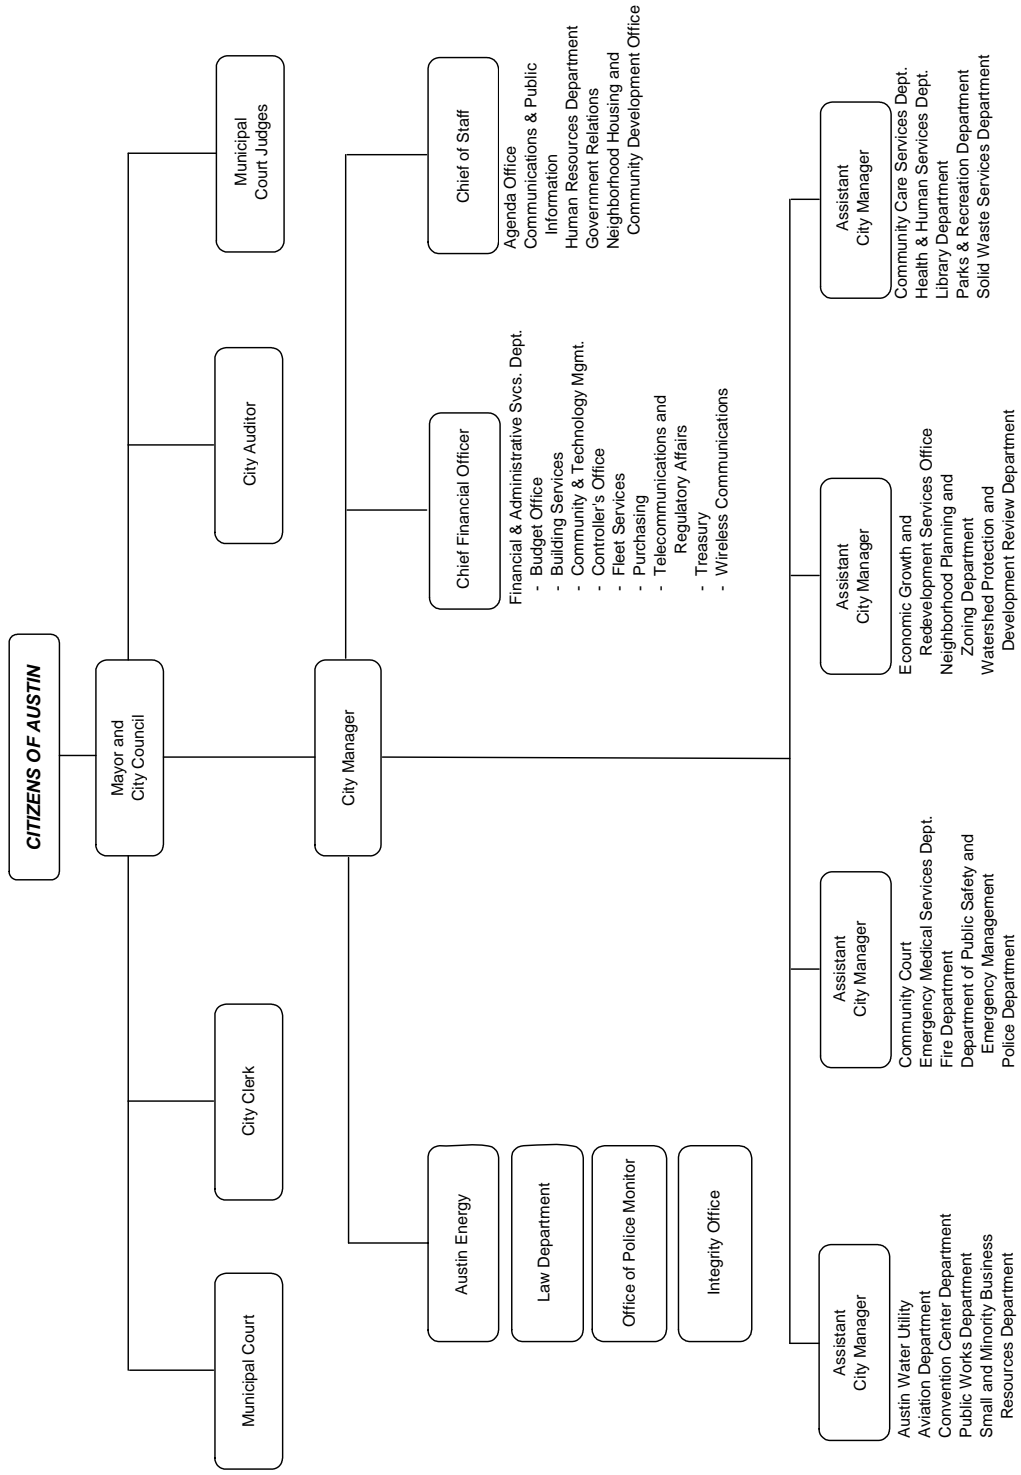 CITIZENS OF AUSTIN
Mayor and
City Council
Municipal Court
City Clerk
City Auditor
Municipal
Court Judges
City Manager
Austin Energy
Law Department
Office of Police Monitor
Integrity Office
Chief Financial Officer
Financial & Administrative Svcs. Dept.
- Budget Office
- Building Services
- Community & Technology Mgmt.
- Controller's Office
- Fleet Services
- Purchasing
- Telecommunications and
Regulatory Affairs
- Treasury
- Wireless Communications
Chief of Staff
Agenda Office
Communications & Public
Information
Human Resources Department
Government Relations
Neighborhood Housing and
Community Development Office
Assistant
City Manager
Austin Water Utility
Aviation Department
Convention Center Department
Public Works Department
Small and Minority Business
Resources Department
Assistant
City Manager
Community Court
Emergency Medical Services Dept.
Fire Department
Department of Public Safety and
Emergency Management
Police Department
Assistant
City Manager
Economic Growth and
Redevelopment Services Office
Neighborhood Planning and
Zoning Department
Watershed Protection and
Development Review Department
Assistant
City Manager
Community Care Services Dept.
Health & Human Services Dept.
Library Department
Parks & Recreation Department
Solid Waste Services Department